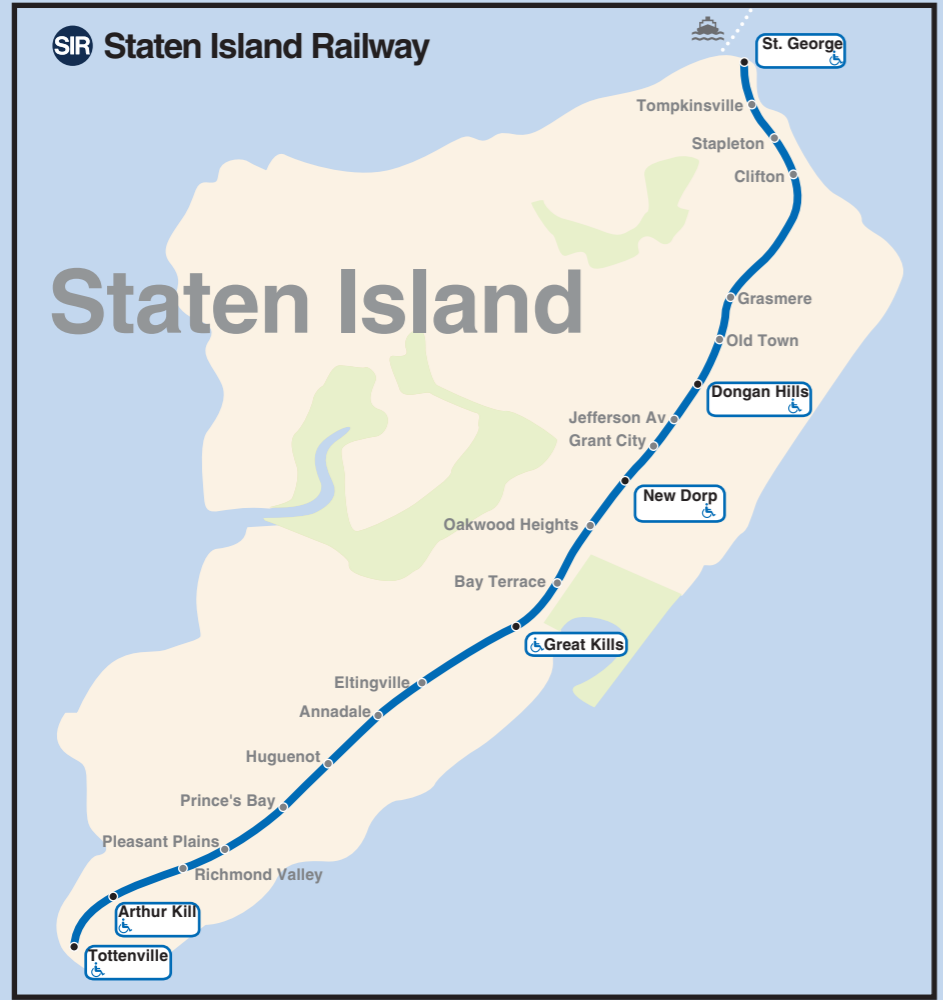 SIR Staten Island Railway
St. George
Tompkinsville
Stapleton
Clifton
Staten Island
Grasmere
Old Town
Dongan Hills
Jefferson Av
Grant City
New Dorp
Oakwood Heights
Bay Terrace
Great Kills
Eltingville
Annadale
Huguenot
Prince's Bay
Pleasant Plains
Richmond Valley
Arthur Kill
Tottenville